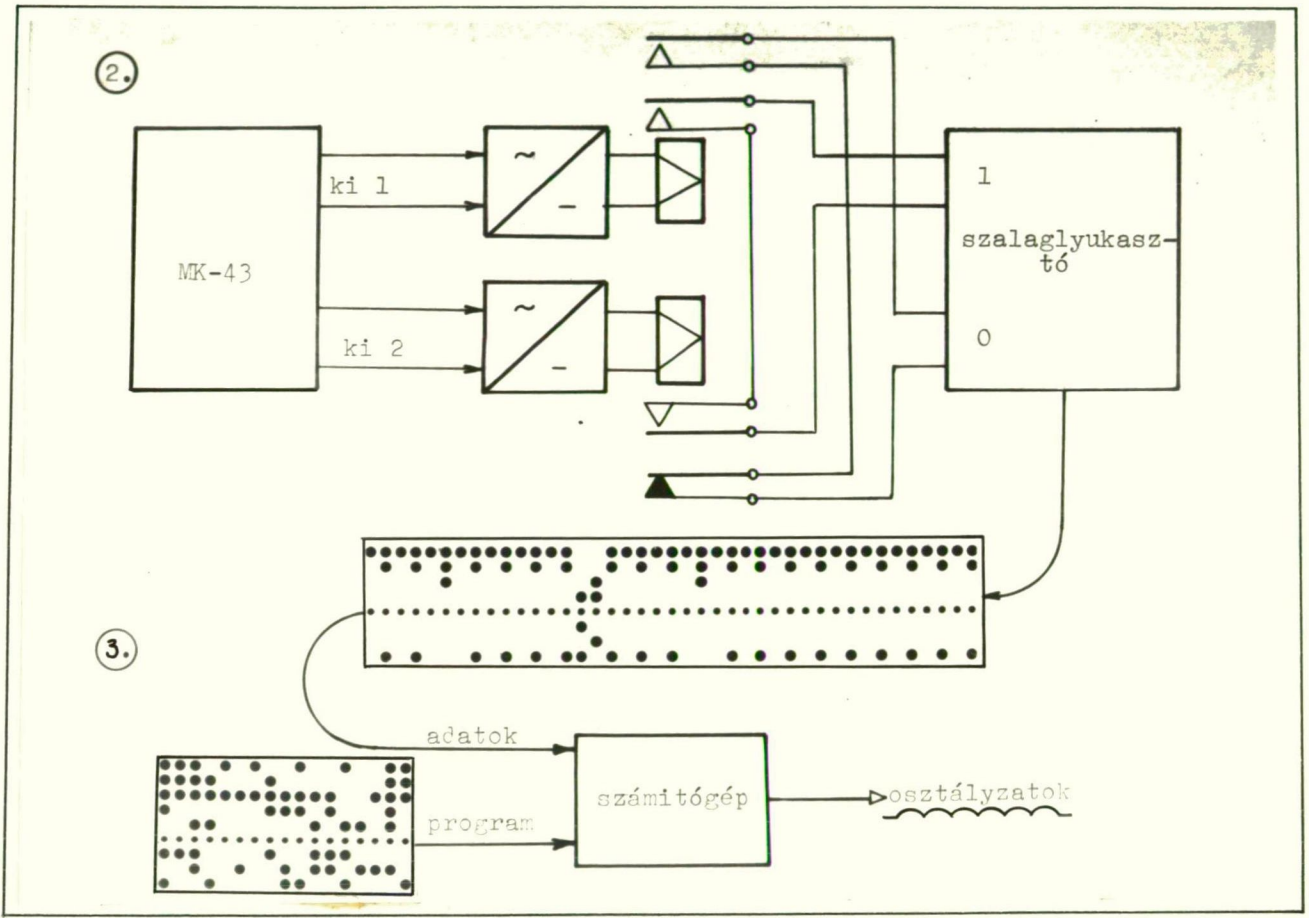 2.
ki 1
MK-43
ki 2
~
–
~
–
1
szalaglyukasz-
tó
0
3.
adatok
program
számitógép
osztályzatok